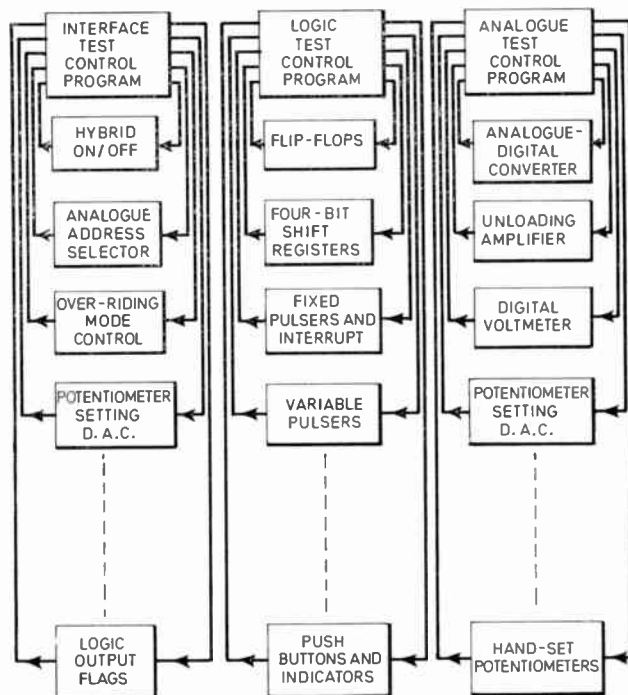 INTERFACE
TEST
CONTROL
PROGRAM
HYBRID
ON/OFF
ANALOGUE
ADDRESS
SELECTOR
OVER-RIDING
MODE
CONTROL
POTENTIOMETER
SETTING
D.A.C.
LOGIC
OUTPUT
FLAGS
LOGIC
TEST
CONTROL
PROGRAM
FLIP-FLOPS
FOUR-BIT
SHIFT
REGISTERS
FIXED
PULSERS AND
INTERRUPT
VARIABLE
PULSERS
PUSH
BUTTONS AND
INDICATORS
ANALOGUE
TEST
CONTROL
PROGRAM
ANALOGUE-
DIGITAL
CONVERTER
UNLOADING
AMPLIFIER
DIGITAL
VOLTMETER
POTENTIOMETER
SETTING
D.A.C.
HAND-SET
POTENTIOMETERS